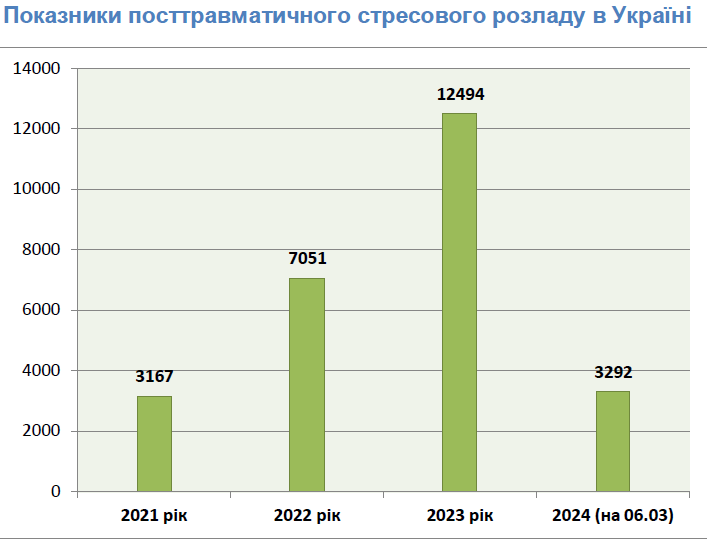 Показники посттравматичного стресового розладу в Україні
14000
12494
12000
10000
8000
7051
6000
4000
3167
3292
2000
0
2021 рік
2022 рік
2023 рік
2024 (на 06.03)